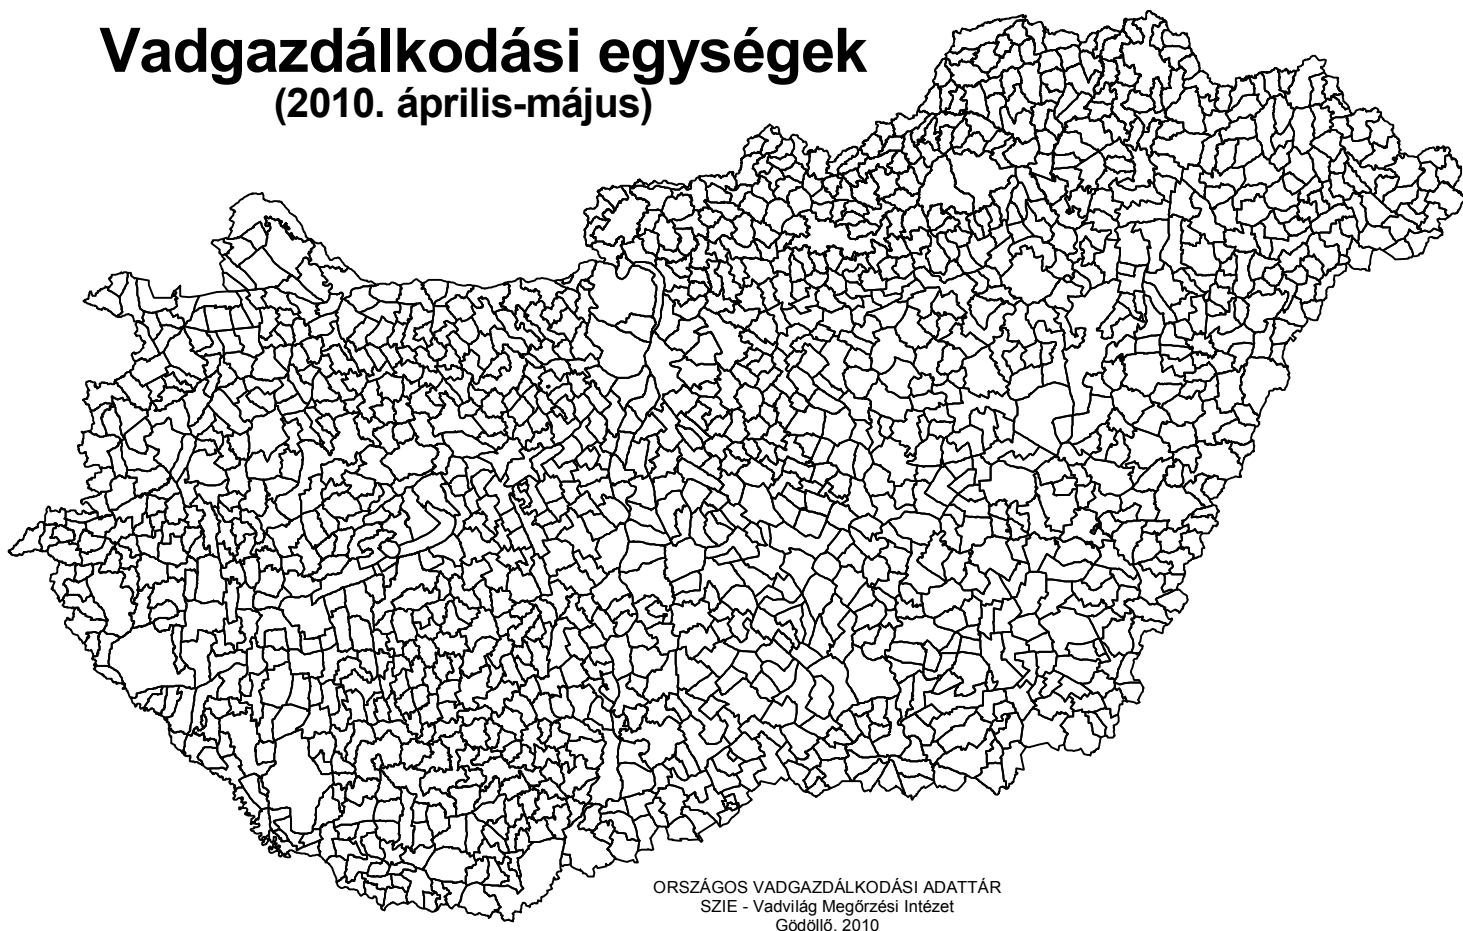 Vadgazdálkodási egységek
(2010. április-május)
ORSZÁGOS VADGAZDÁLKODÁSI ADATTÁR
SZIE - Vadvilág Megőrzési Intézet
Gödöllő, 2010